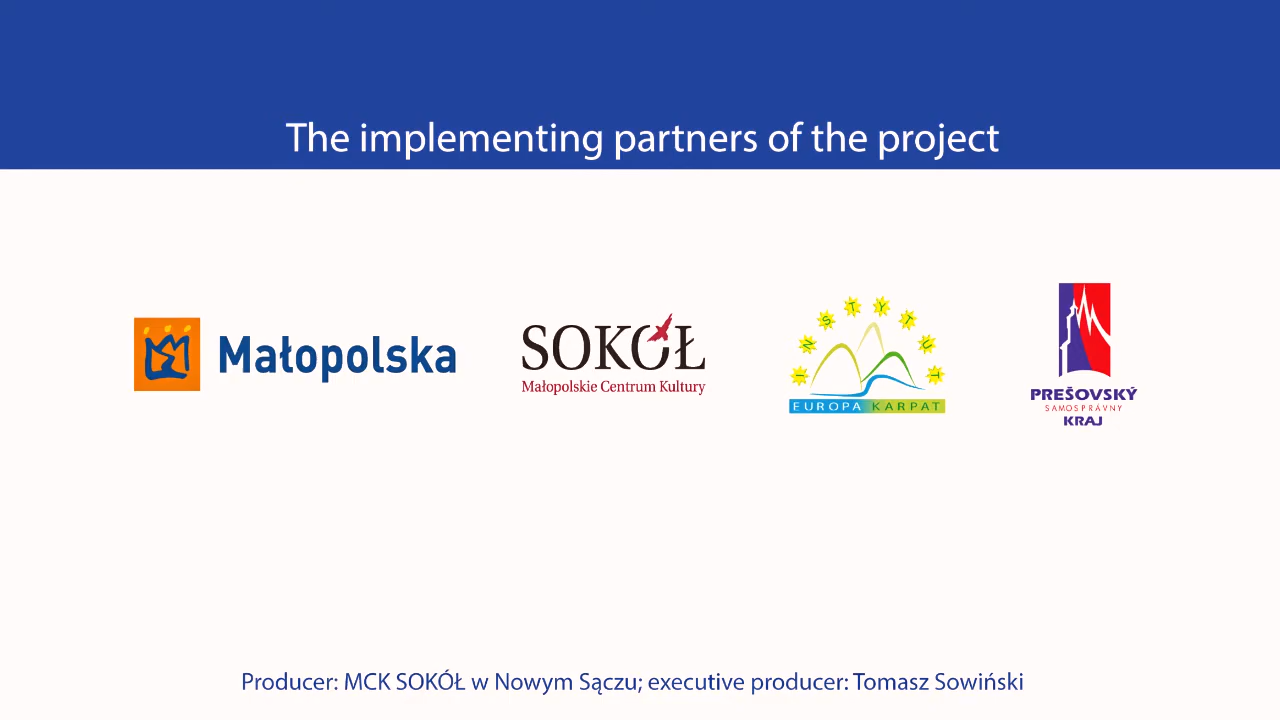 The implementing partners of the project
Małopolska
SOKÓŁ
Małopolskie Centrum Kultury
INSTYTUT
EUROPA KARPAT
PREŠOVSKÝ
SAMOSPRÁVNY
KRAJ
Producer: MCK SOKÓŁ w Nowym Sączu; executive producer: Tomasz Sowiński